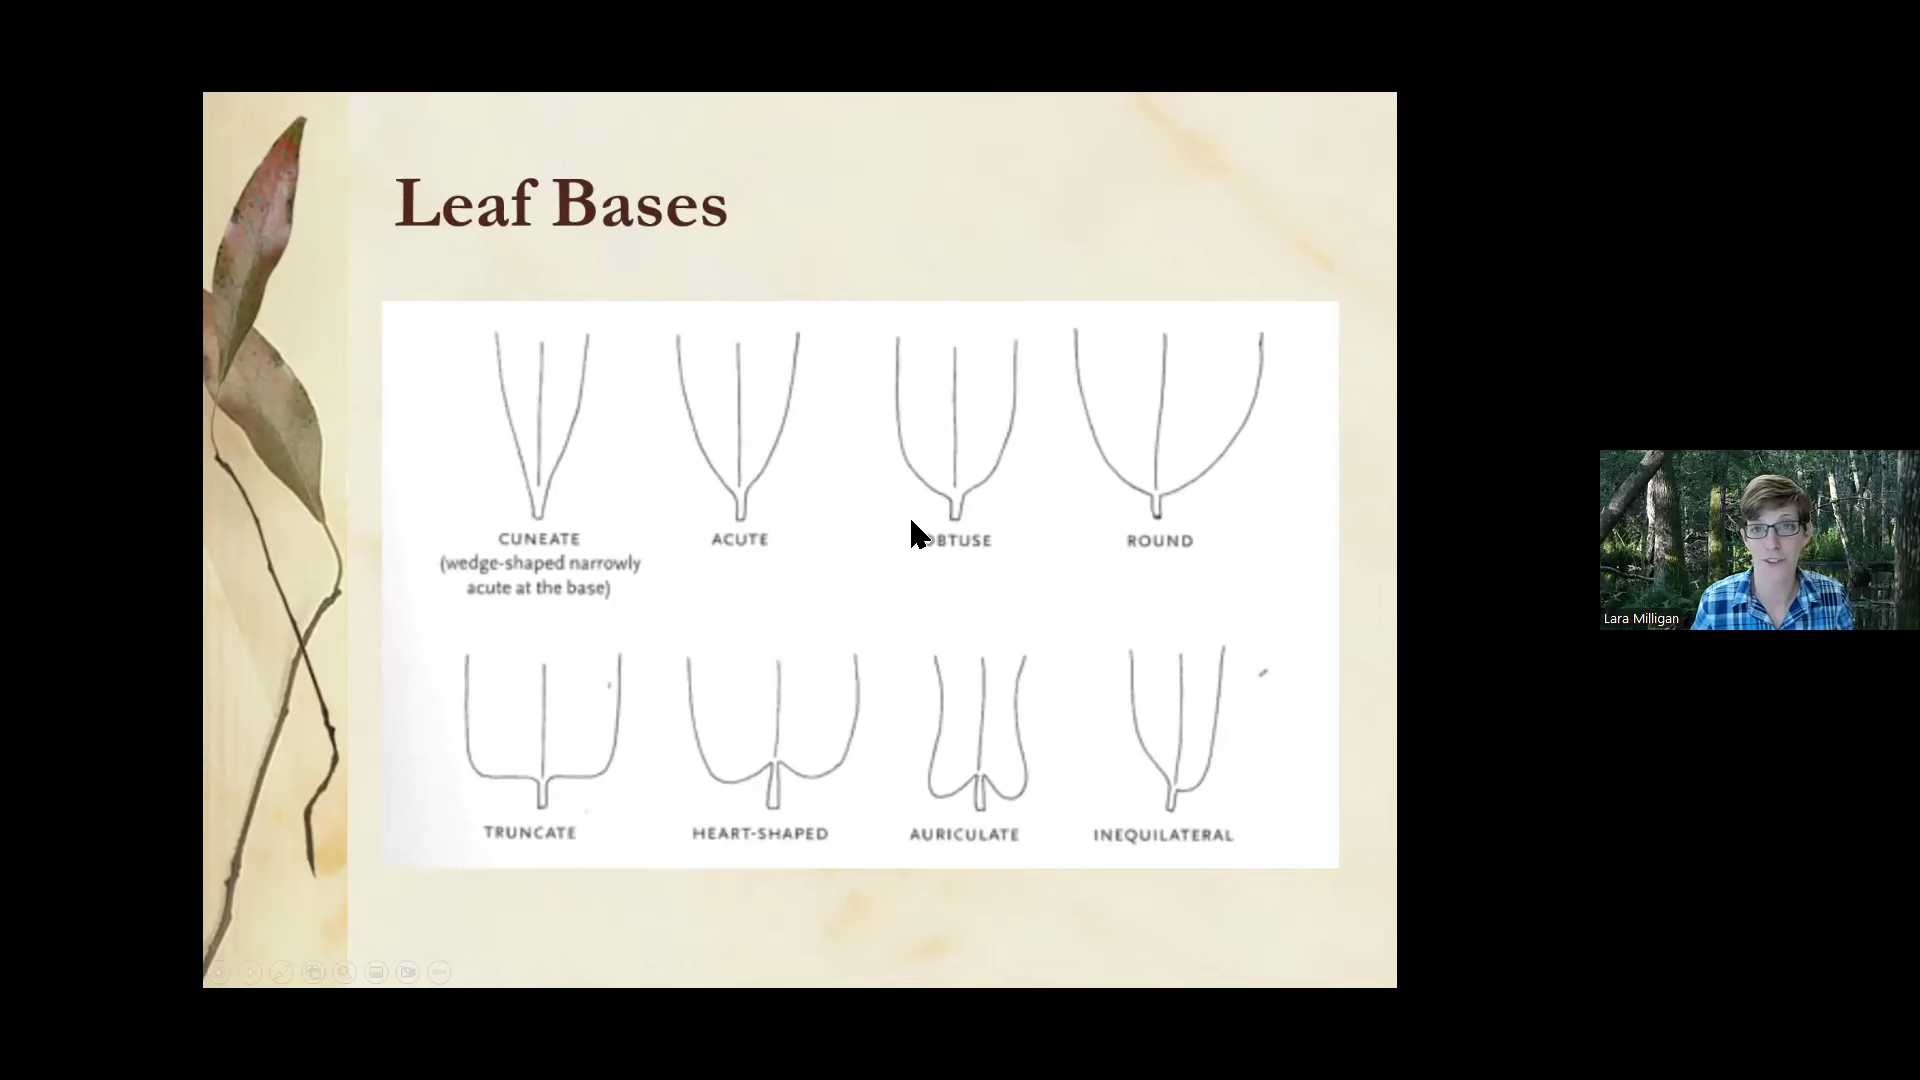 Leaf Bases
CUNEATE
(wedge-shaped narrowly
acute at the base)
ACUTE
OBTUSE
ROUND
TRUNCATE
HEART-SHAPED
AURICULATE
INEQUILATERAL
Lara Milligan